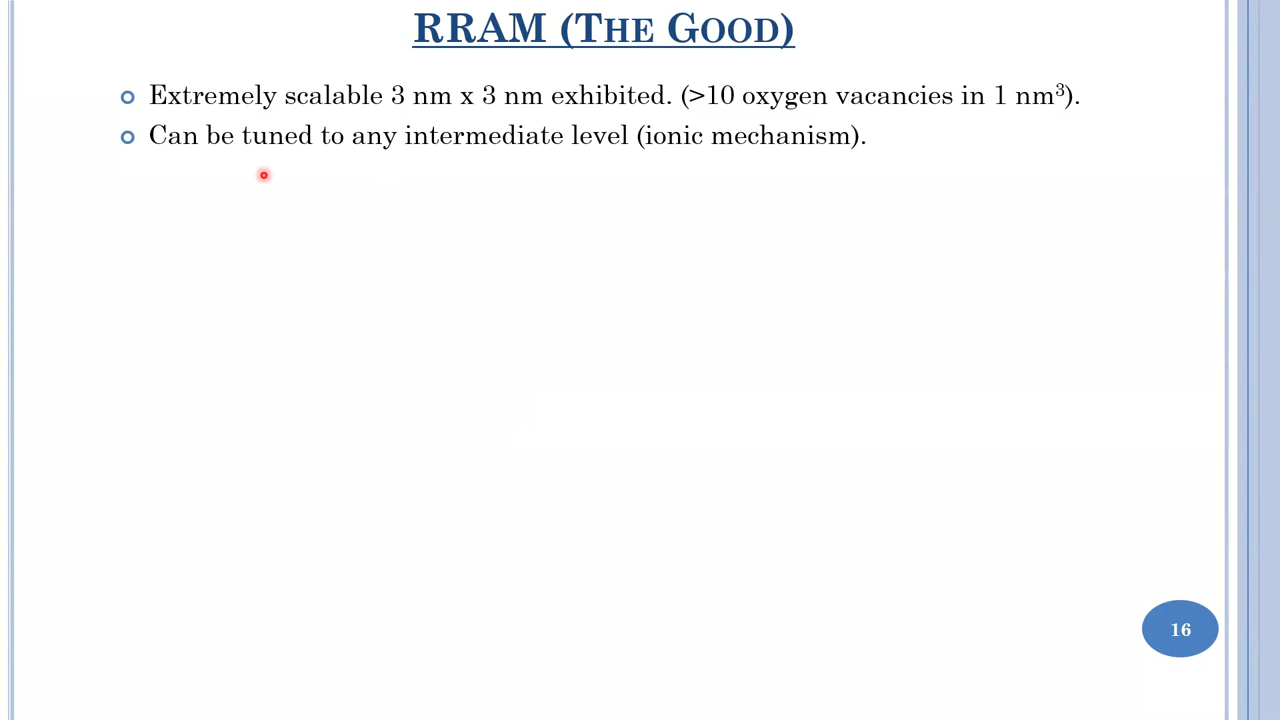 RRAM (THE GOOD)
Extremely scalable 3 nm x 3 nm exhibited. (>10 oxygen vacancies in 1 nm³).
Can be tuned to any intermediate level (ionic mechanism).
16